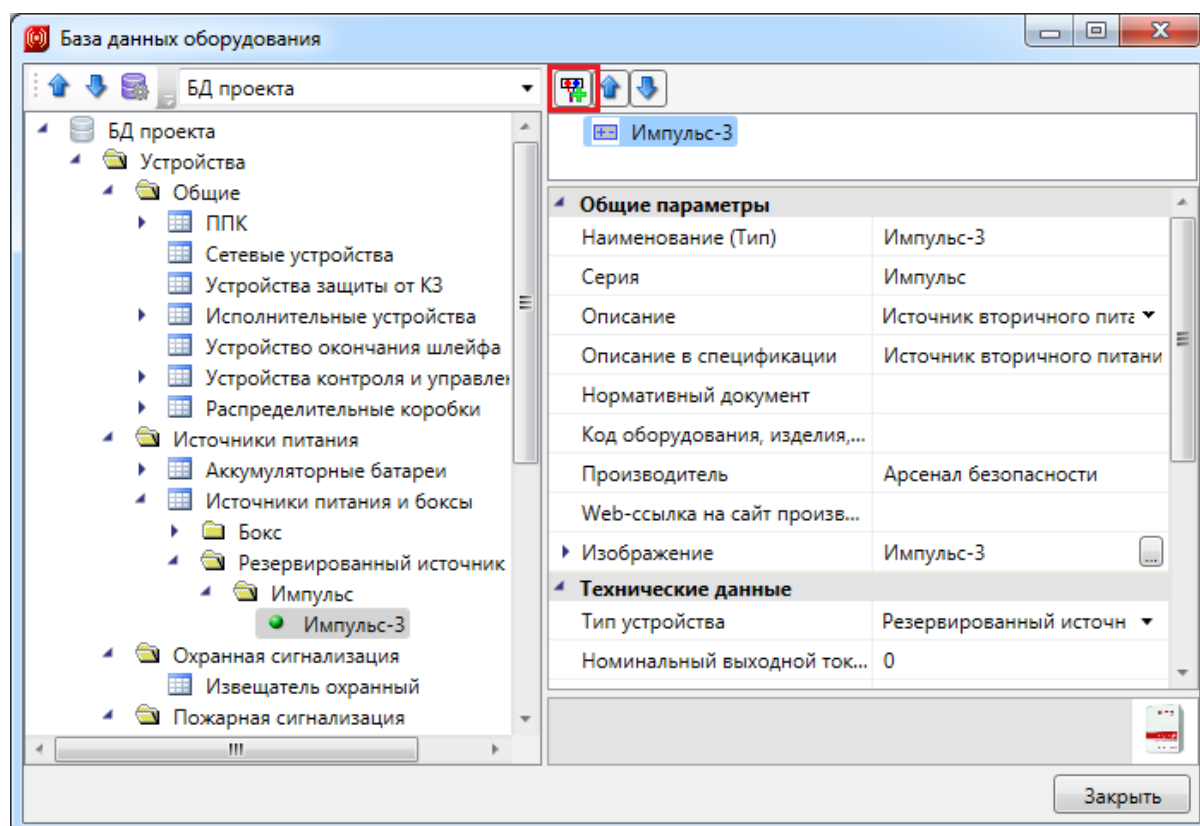 База данных оборудования
БД проекта
БД проекта
Устройства
Общие
ППК
Сетевые устройства
Устройства защиты от КЗ
Исполнительные устройства
Устройство окончания шлейфа
Устройства контроля и управлен
Распределительные коробки
Источники питания
Аккумуляторные батареи
Источники питания и боксы
Бокс
Резервированный источник
Импульс
Импульс-3
Охранная сигнализация
Извещатель охранный
Пожарная сигнализация
Импульс-3
Общие параметры
Наименование (Тип) Импульс-3
Серия Импульс
Описание Источник вторичного пита
Описание в спецификации Источник вторичного питани
Нормативный документ
Код оборудования, изделия,...
Производитель Арсенал безопасности
Web-ссылка на сайт произв...
Изображение Импульс-3 ...
Технические данные
Тип устройства Резервированный источн
Номинальный выходной ток... 0
Закрыть